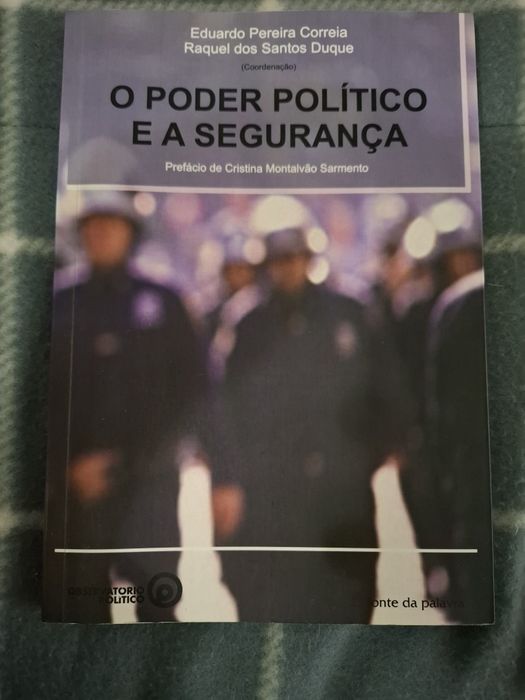 Eduardo Pereira Correia
Raquel dos Santos Duque
(Coordenação)
O PODER POLÍTICO
E A SEGURANÇA
Prefácio de Cristina Montalvão Sarmento
OBSERVATÓRIO
POLÍTICO
fonte da palavra